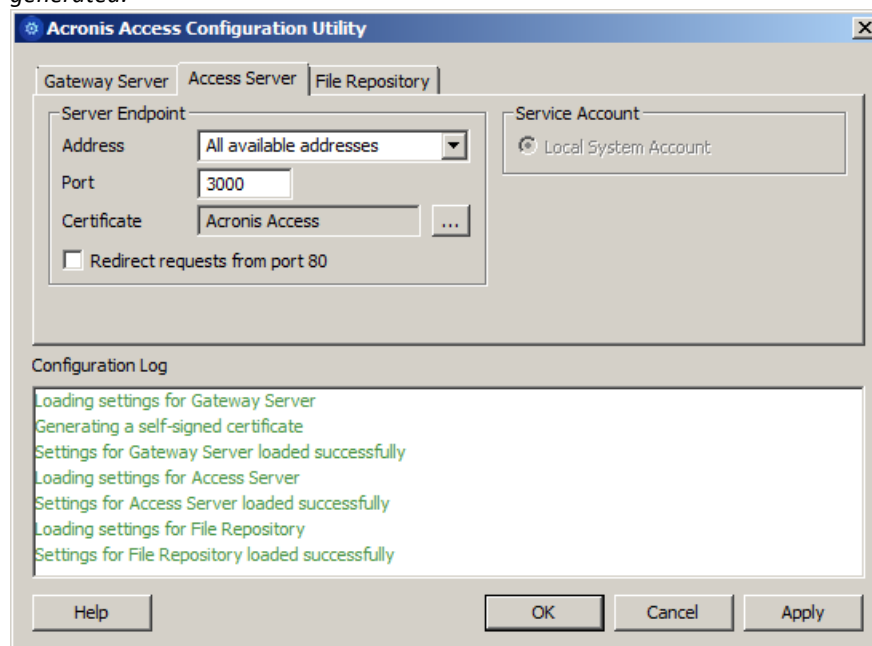 generated.
Acronis Access Configuration Utility
Gateway Server Access Server File Repository
Server Endpoint
Address All available addresses
Port 3000
Certificate Acronis Access ...
Redirect requests from port 80
Service Account
Local System Account
Configuration Log
Loading settings for Gateway Server
Generating a self-signed certificate
Settings for Gateway Server loaded successfully
Loading settings for Access Server
Settings for Access Server loaded successfully
Loading settings for File Repository
Settings for File Repository loaded successfully
Help OK Cancel Apply